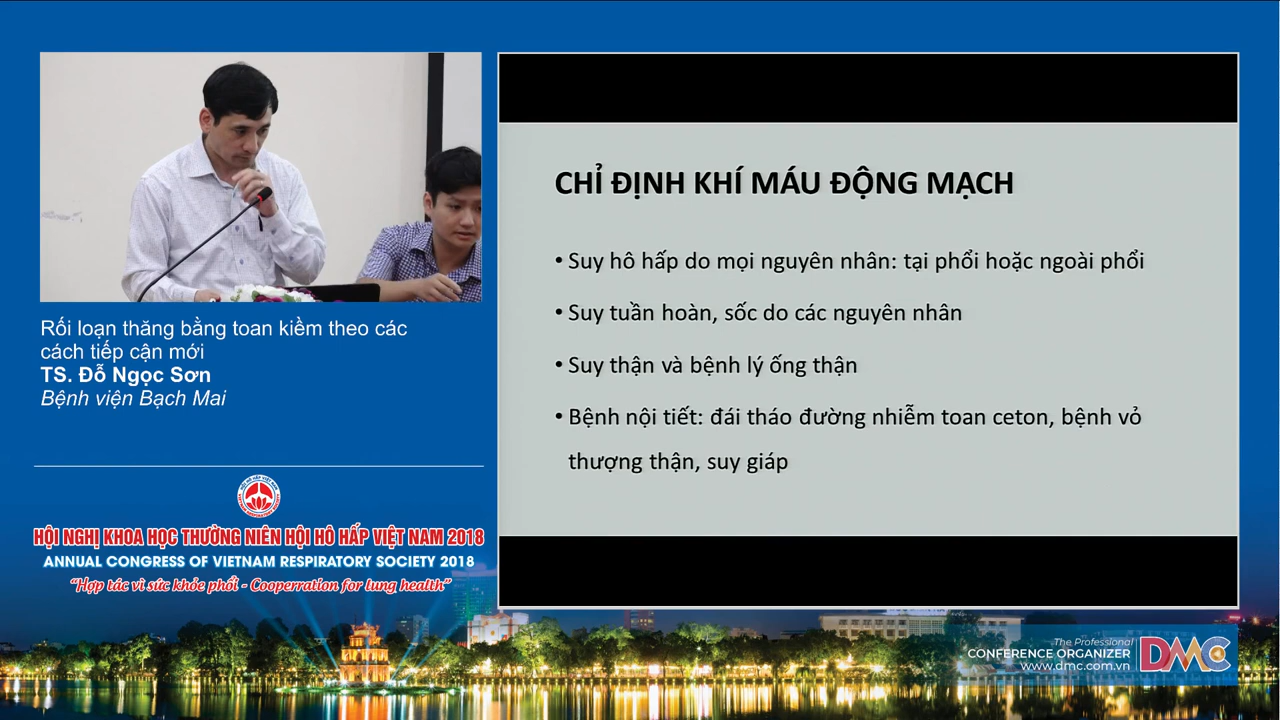 Rối loạn thăng bằng toan kiềm theo các
cách tiếp cận mới
TS. Đỗ Ngọc Sơn
Bệnh viện Bạch Mai
HỘI NGHỊ KHOA HỌC THƯỜNG NIÊN HỘI HÔ HẤP VIỆT NAM 2018
ANNUAL CONGRESS OF VIETNAM RESPIRATORY SOCIETY 2018
“Hợp tác vì sức khỏe phổi - Cooperration for lung health”
CHỈ ĐỊNH KHÍ MÁU ĐỘNG MẠCH
• Suy hô hấp do mọi nguyên nhân: tại phổi hoặc ngoài phổi
• Suy tuần hoàn, sốc do các nguyên nhân
• Suy thận và bệnh lý ống thận
• Bệnh nội tiết: đái tháo đường nhiễm toan ceton, bệnh vỏ
thượng thận, suy giáp
The Professional
CONFERENCE ORGANIZER
www.dmc.com.vn
DMC